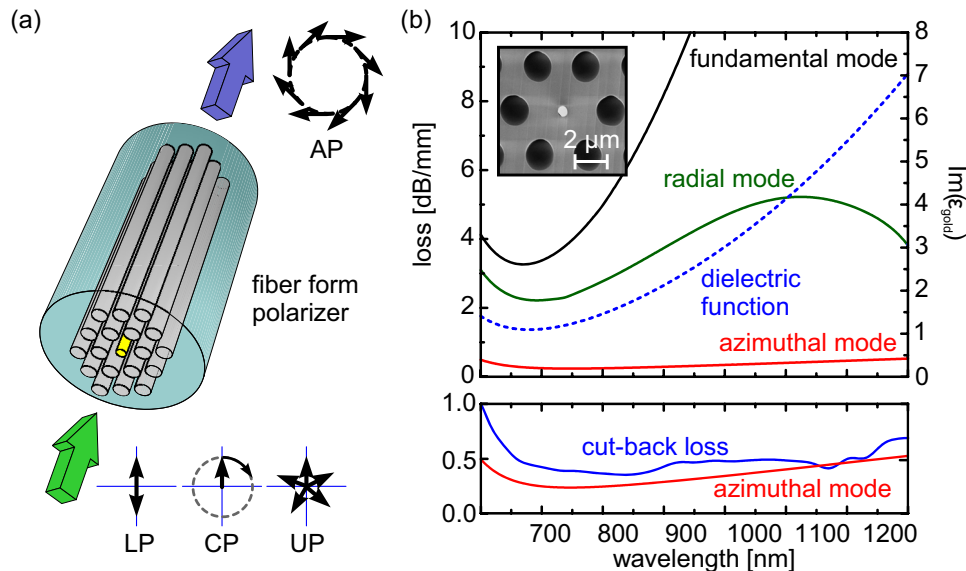 (a)
AP
fiber form
polarizer
LP
CP
UP
(b)
loss [dB/mm]
10
8
6
4
2
0
2 μm
fundamental mode
radial mode
dielectric
function
azimuthal mode
8
7
6
5
4
3
2
1
0
Im(ε_gold)
1.0
0.5
0.0
cut-back loss
azimuthal mode
700
800
900
1000
1100
1200
wavelength [nm]